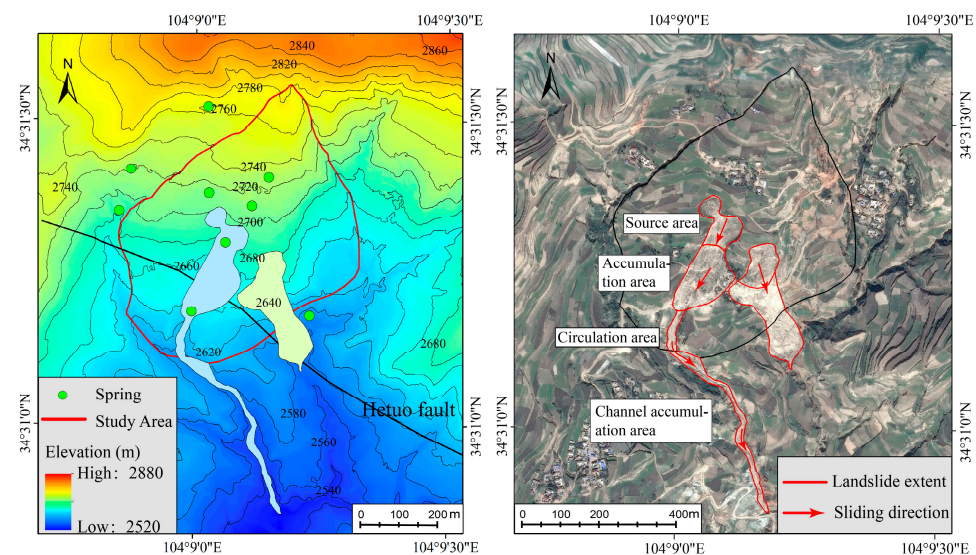 104°9'0"E
104°9'30"E
104°9'0"E
104°9'30"E
34°31'30"N
34°31'0"N
N
2840
2860
2820
2780
2760
2740
2740
2720
2700
2680
2660
2640
2620
2680
2580
2560
2540
Hetuo fault
Spring
Study Area
Elevation (m)
High: 2880
Low: 2520
0 100 200 m
104°9'0"E
104°9'30"E
34°31'30"N
34°31'0"N
34°31'30"N
34°31'0"N
N
Source area
Accumula-
tion area
Circulation area
Channel accumul-
ation area
Landslide extent
Sliding direction
0 100 200 400m
104°9'0"E
104°9'30"E
34°31'30"N
34°31'0"N